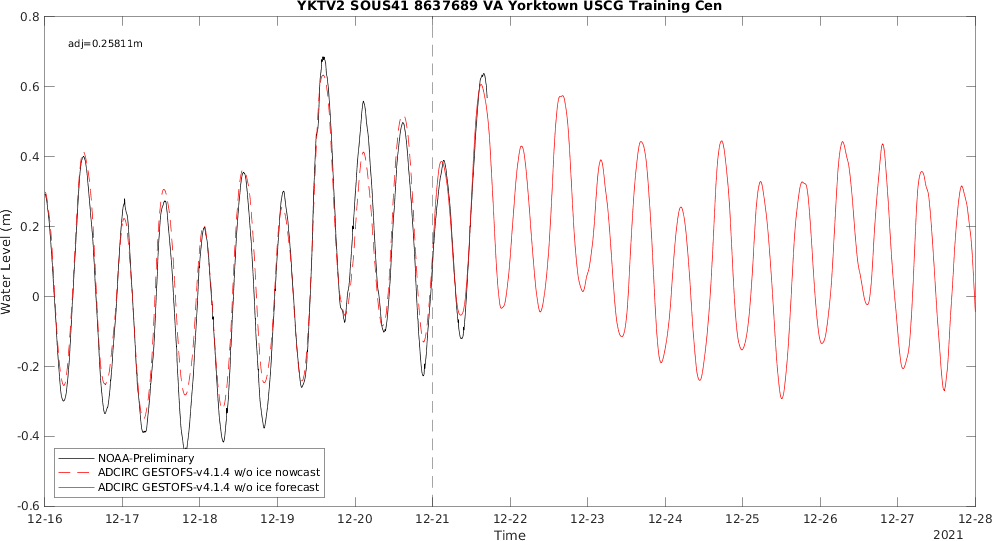 YKTV2 SOUS41 8637689 VA Yorktown USCG Training Cen
adj=0.25811m
Water Level (m)
0.8
0.6
0.4
0.2
0
-0.2
-0.4
-0.6
NOAA-Preliminary
ADCIRC GESTOFS-v4.1.4 w/o ice nowcast
ADCIRC GESTOFS-v4.1.4 w/o ice forecast
12-16 12-17 12-18 12-19 12-20 12-21 12-22 12-23 12-24 12-25 12-26 12-27 12-28
Time
2021